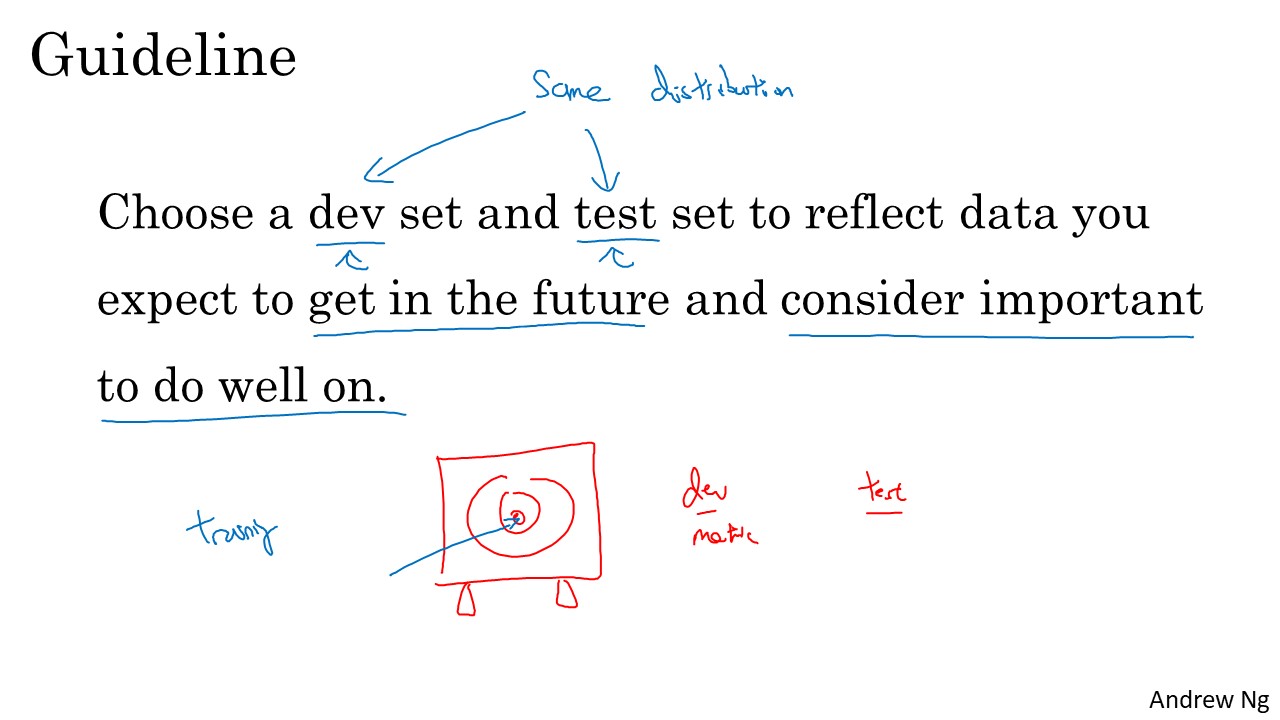 Guideline
Same distribution
Choose a dev set and test set to reflect data you
expect to get in the future and consider important
to do well on.
dev test
metric
Andrew Ng